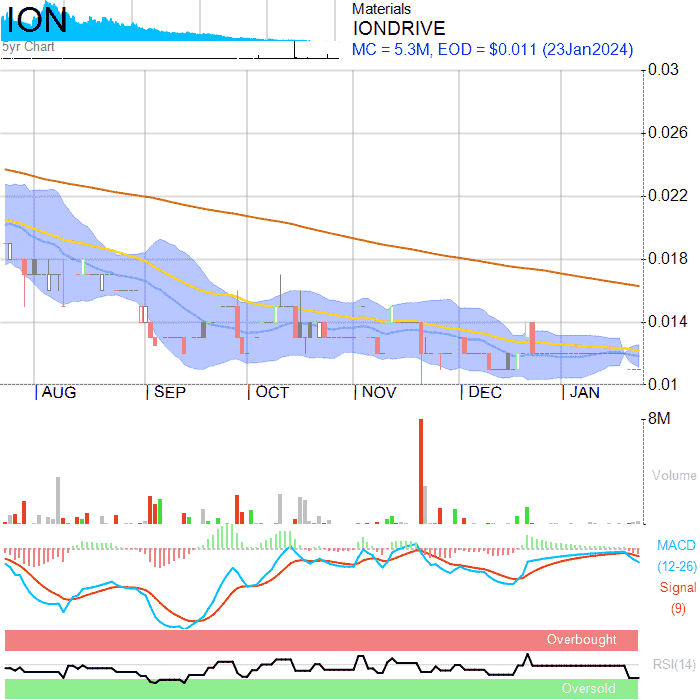 ION
5yr Chart
Materials
IONDRIVE
MC = 5.3M, EOD = $0.011 (23Jan2024)
0.03
0.026
0.022
0.018
0.014
0.01
AUG
SEP
OCT
NOV
DEC
JAN
8M
Volume
MACD
(12-26)
Signal
(9)
Overbought
RSI(14)
Oversold